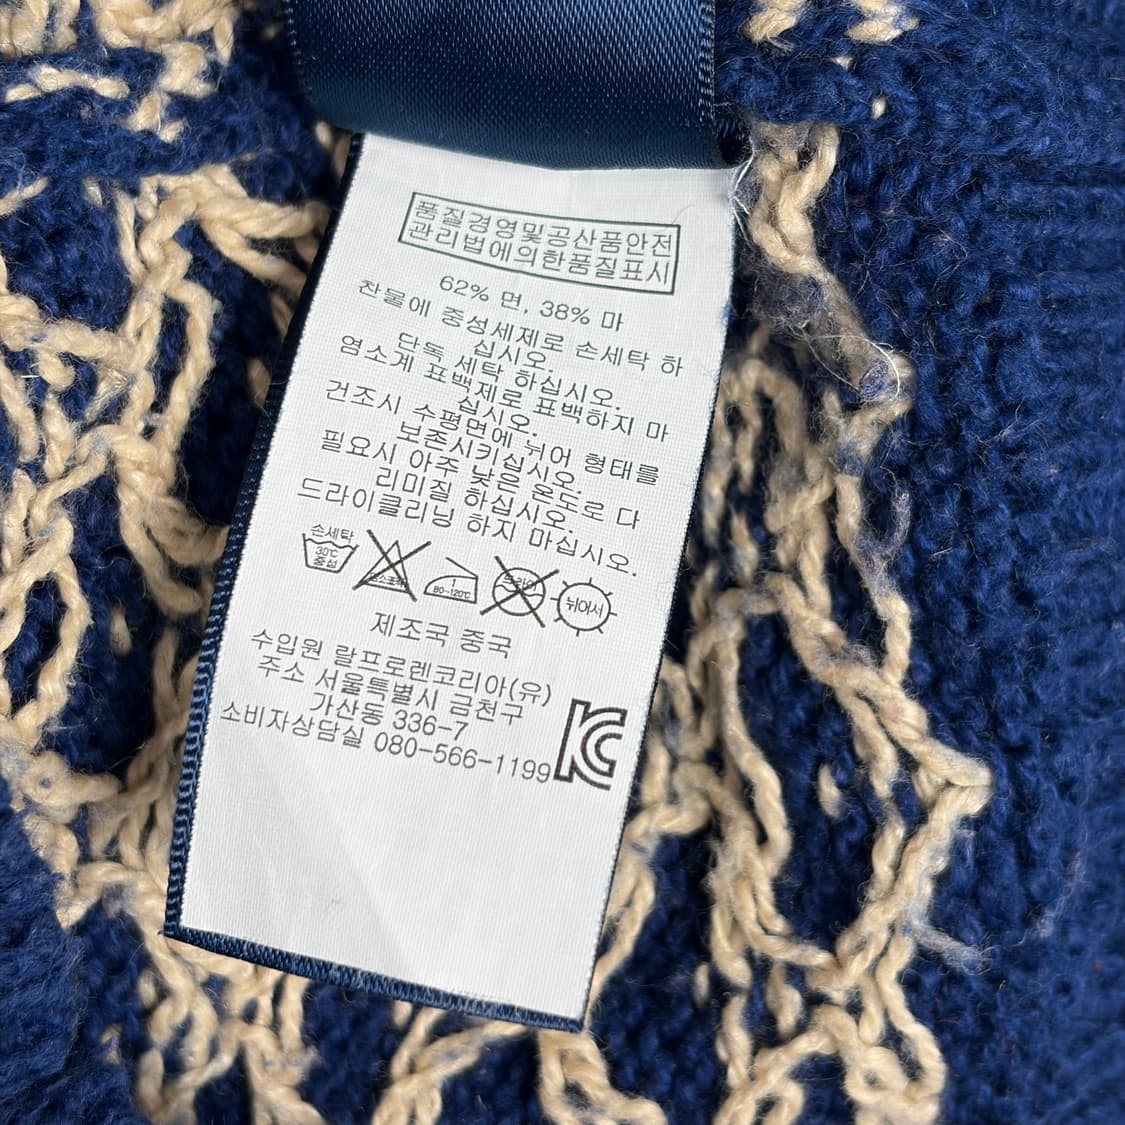 품질경영및공산품안전
관리법에의한품질표시
62% 면, 38% 마
찬물에 중성세제로 손세탁 하
십시오.
단독 세탁 하십시오.
염소계 표백제로 표백하지 마
십시오.
건조시 수평면에 뉘어 형태를
보존시키십시오.
필요시 아주 낮은 온도로 다
리미질 하십시오.
드라이클리닝 하지 마십시오.
손세탁
30℃
중성
80~120℃
드라이
뉘어서
제조국 중국
수입원 랄프로렌코리아(유)
주소 서울특별시 금천구
가산동 336-7
소비자상담실 080-566-1199